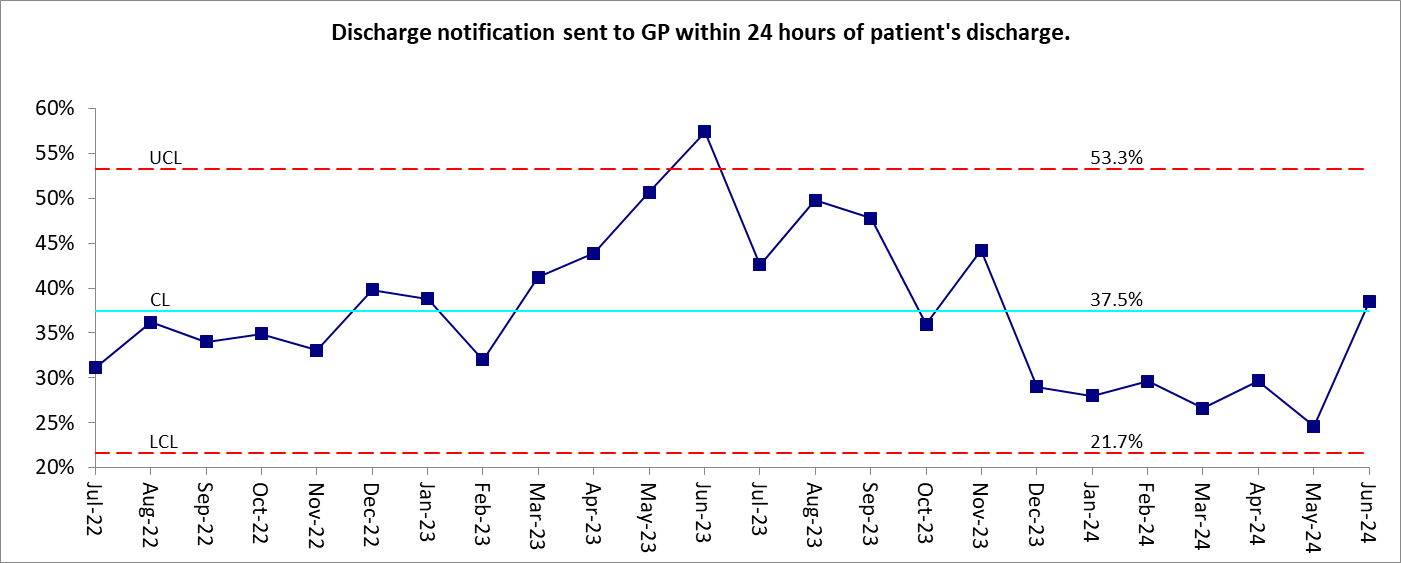 Discharge notification sent to GP within 24 hours of patient's discharge.
60%
55%
50%
45%
40%
35%
30%
25%
20%
UCL
53.3%
CL
37.5%
LCL
21.7%
Jul-22
Aug-22
Sep-22
Oct-22
Nov-22
Dec-22
Jan-23
Feb-23
Mar-23
Apr-23
May-23
Jun-23
Jul-23
Aug-23
Sep-23
Oct-23
Nov-23
Dec-23
Jan-24
Feb-24
Mar-24
Apr-24
May-24
Jun-24